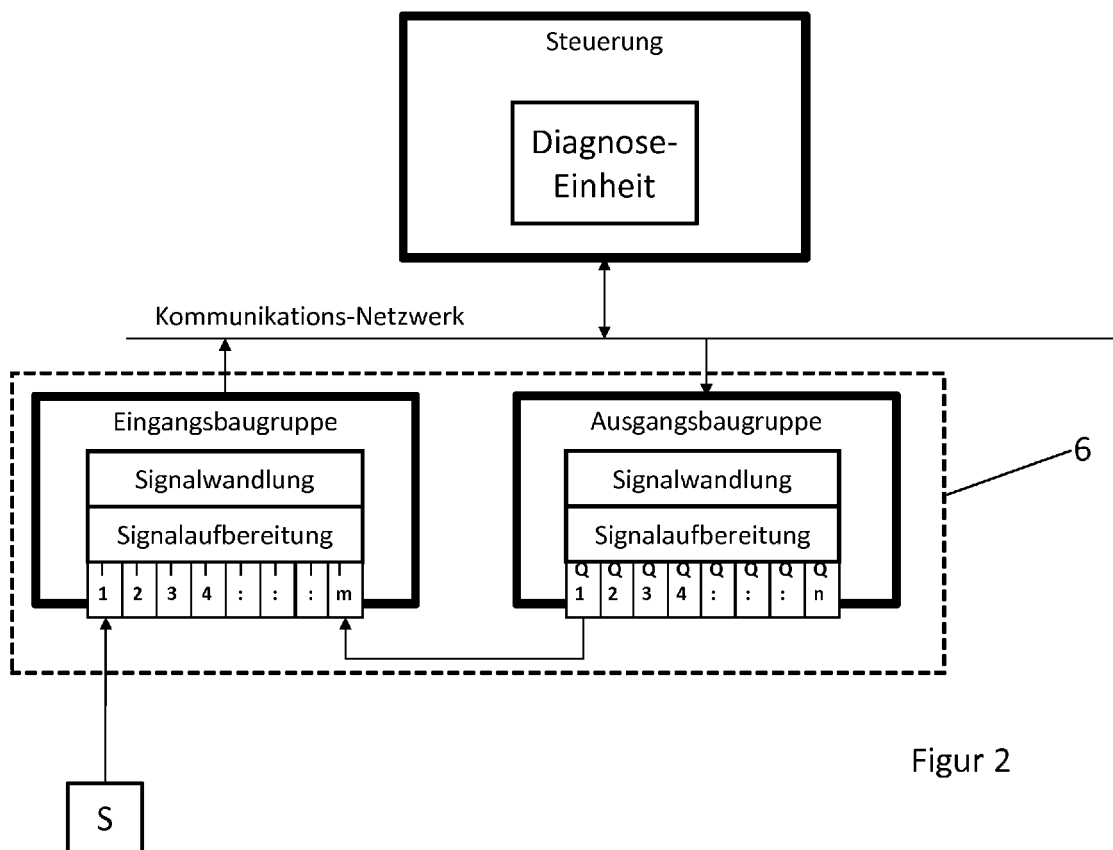 Steuerung
Diagnose-
Einheit
Kommunikations-Netzwerk
Eingangsbaugruppe
Signalwandlung
Signalaufbereitung
I I I I I I I I
1 2 3 4 : : : m
Ausgangsbaugruppe
Signalwandlung
Signalaufbereitung
Q Q Q Q Q Q Q Q
1 2 3 4 : : : n
6
S
Figur 2